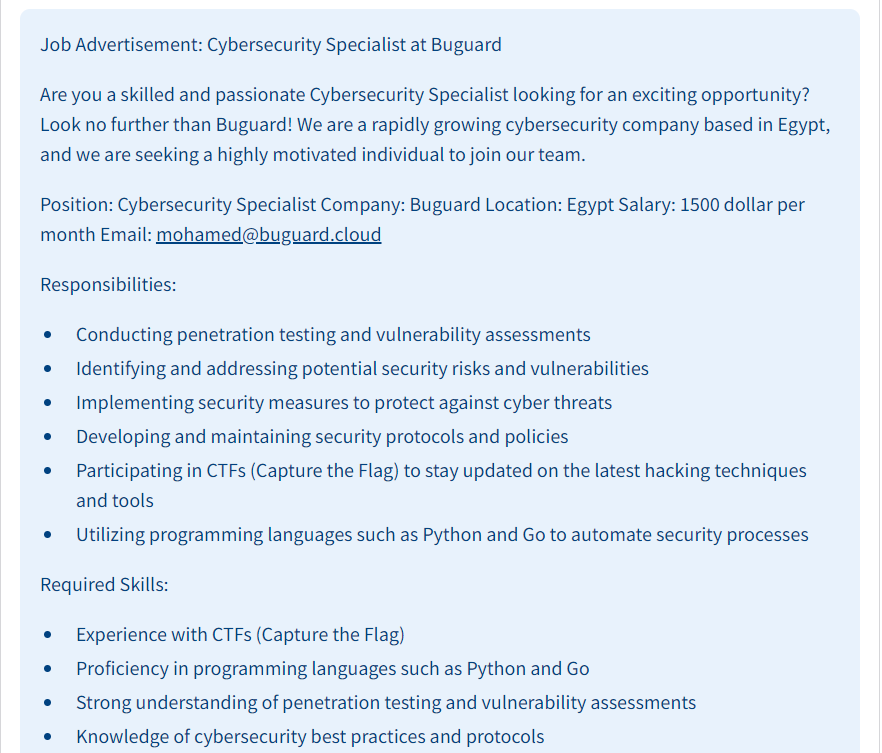 Job Advertisement: Cybersecurity Specialist at Buguard
Are you a skilled and passionate Cybersecurity Specialist looking for an exciting opportunity?
Look no further than Buguard! We are a rapidly growing cybersecurity company based in Egypt,
and we are seeking a highly motivated individual to join our team.
Position: Cybersecurity Specialist Company: Buguard Location: Egypt Salary: 1500 dollar per
month Email: mohamed@buguard.cloud
Responsibilities:
• Conducting penetration testing and vulnerability assessments
• Identifying and addressing potential security risks and vulnerabilities
• Implementing security measures to protect against cyber threats
• Developing and maintaining security protocols and policies
• Participating in CTFs (Capture the Flag) to stay updated on the latest hacking techniques
and tools
• Utilizing programming languages such as Python and Go to automate security processes
Required Skills:
• Experience with CTFs (Capture the Flag)
• Proficiency in programming languages such as Python and Go
• Strong understanding of penetration testing and vulnerability assessments
• Knowledge of cybersecurity best practices and protocols